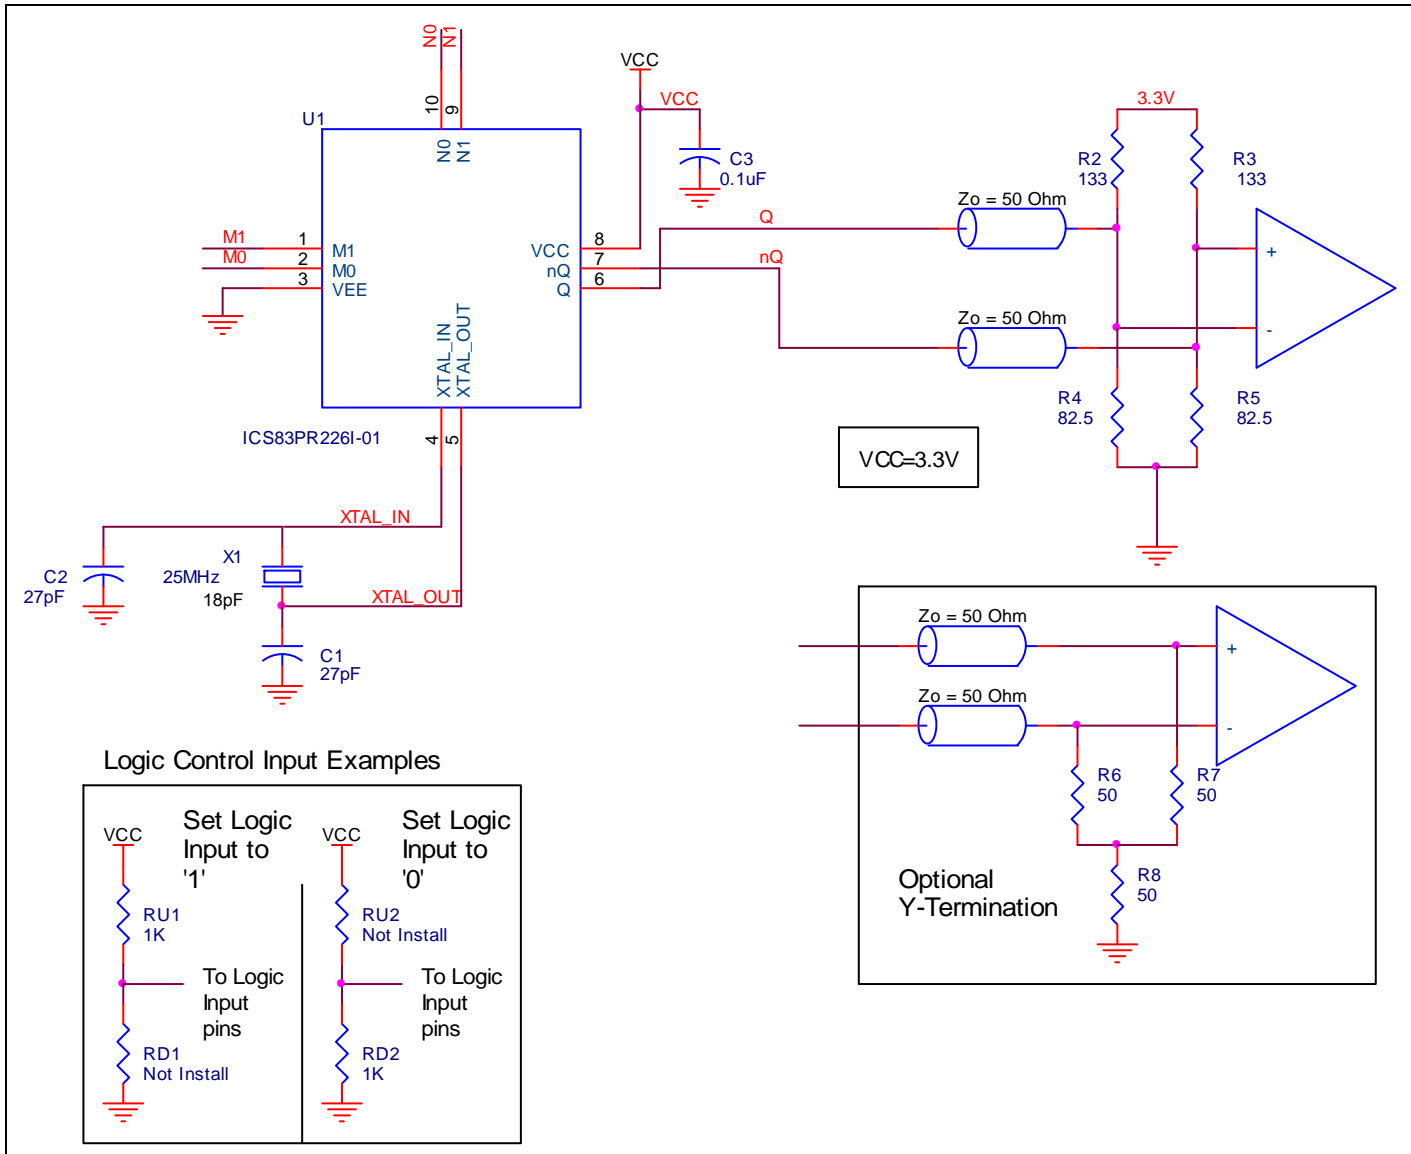 N0
N1
10
9
U1
N0
N1
VCC
VCC
C3
0.1uF
3.3V
R2
133
R3
133
Zo = 50 Ohm
Q
M1
M0
1
2
3
M1
M0
VEE
VCC
nQ
Q
8
7
6
nQ
+
-
Zo = 50 Ohm
XTAL_IN
XTAL_OUT
ICS83PR226I-01
4
5
R4
82.5
R5
82.5
VCC=3.3V
XTAL_IN
C2
27pF
X1
25MHz
18pF
XTAL_OUT
C1
27pF
Zo = 50 Ohm
+
Zo = 50 Ohm
-
R6
50
R7
50
R8
50
Optional
Y-Termination
Logic Control Input Examples
VCC
Set Logic
Input to
'1'
RU1
1K
To Logic
Input
pins
RD1
Not Install
VCC
Set Logic
Input to
'0'
RU2
Not Install
To Logic
Input
pins
RD2
1K